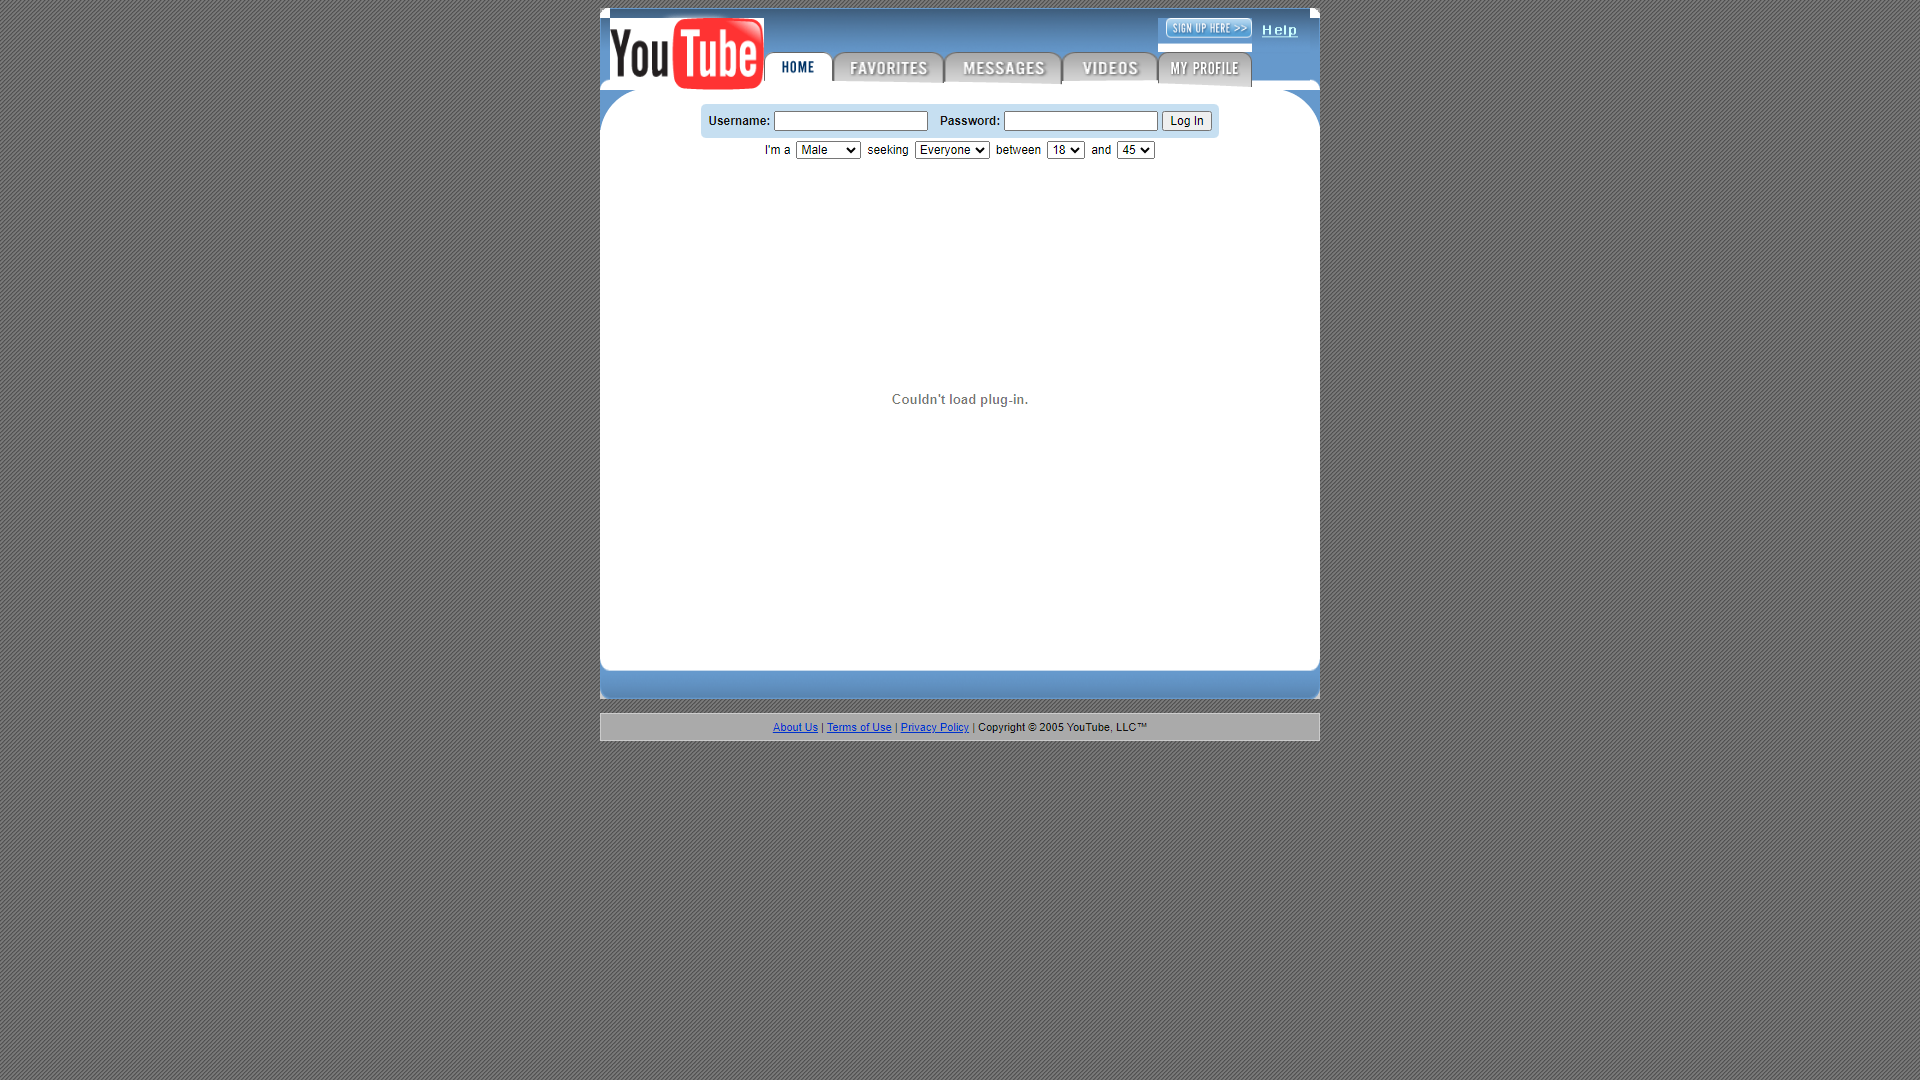 YouTube
SIGN UP HERE >>
Help
HOME
FAVORITES
MESSAGES
VIDEOS
MY PROFILE
Username: Password: Log In
I'm a Male seeking Everyone between 18 and 45
Couldn't load plug-in.
About Us | Terms of Use | Privacy Policy | Copyright © 2005 YouTube, LLC™